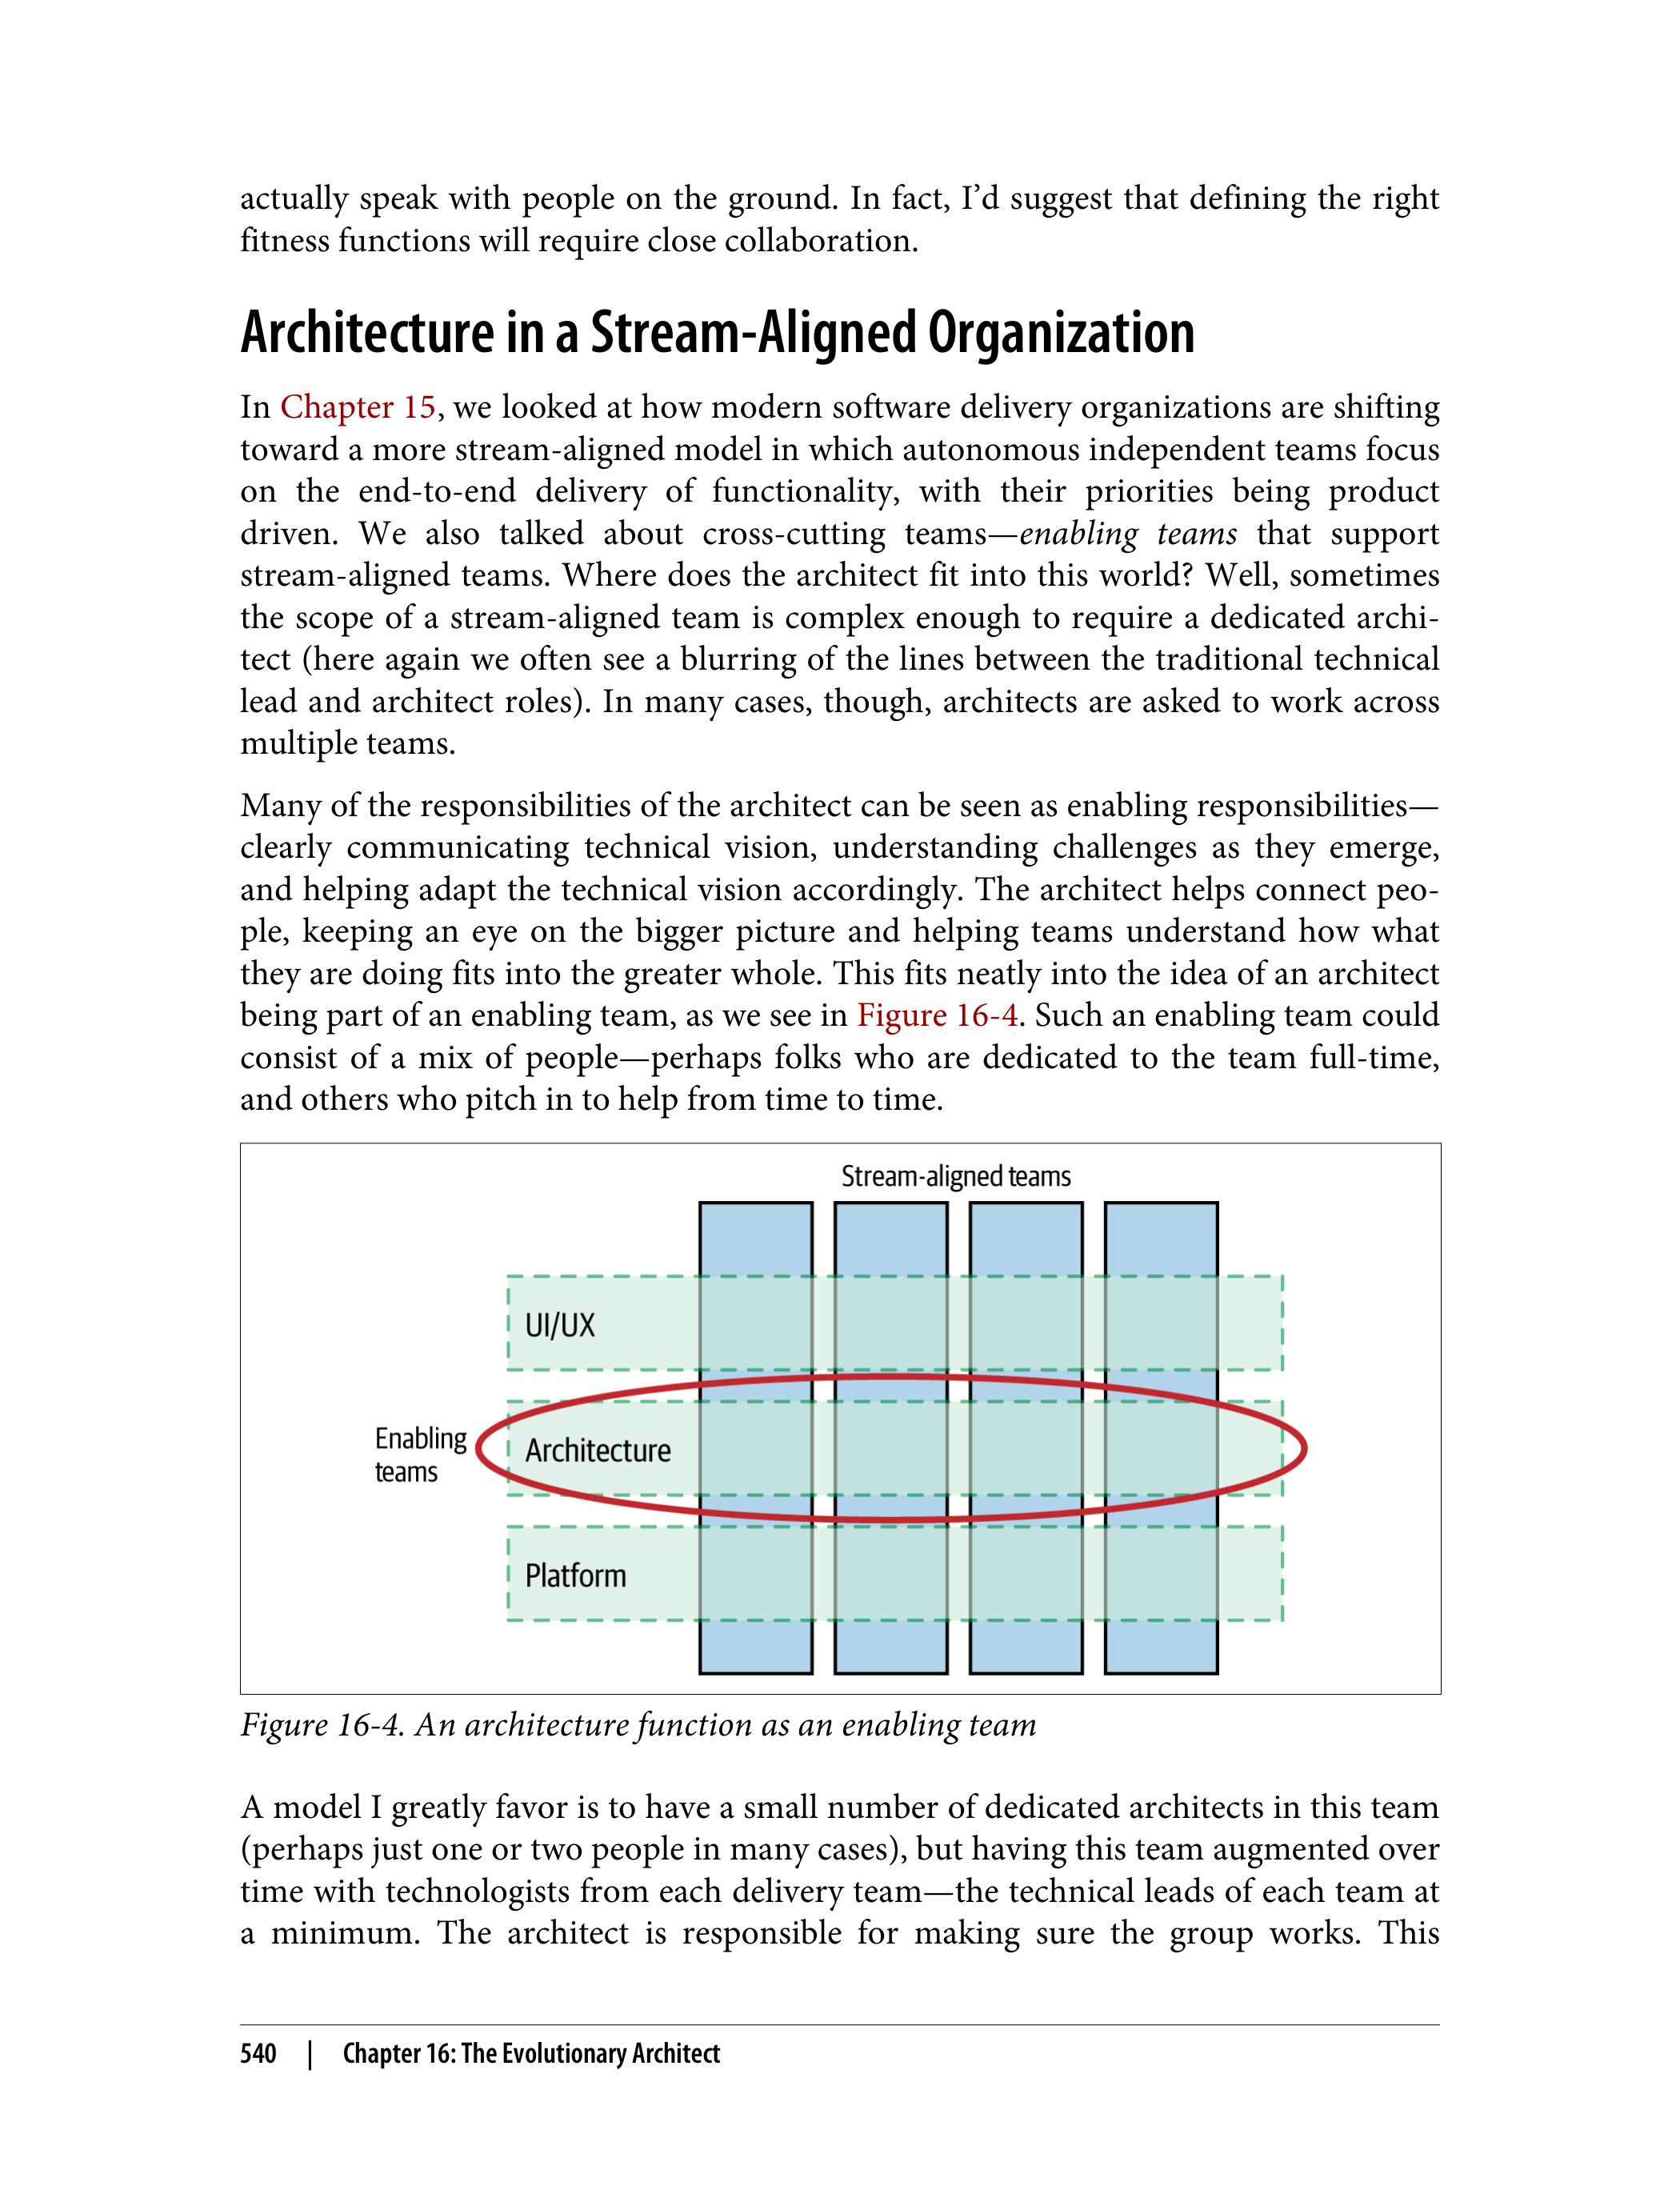 actually speak with people on the ground. In fact, I’d suggest that defining the right
fitness functions will require close collaboration.
Architecture in a Stream-Aligned Organization
In Chapter 15, we looked at how modern software delivery organizations are shifting
toward a more stream-aligned model in which autonomous independent teams focus
on the end-to-end delivery of functionality, with their priorities being product
driven. We also talked about cross-cutting teams—enabling teams that support
stream-aligned teams. Where does the architect fit into this world? Well, sometimes
the scope of a stream-aligned team is complex enough to require a dedicated archi-
tect (here again we often see a blurring of the lines between the traditional technical
lead and architect roles). In many cases, though, architects are asked to work across
multiple teams.
Many of the responsibilities of the architect can be seen as enabling responsibilities—
clearly communicating technical vision, understanding challenges as they emerge,
and helping adapt the technical vision accordingly. The architect helps connect peo-
ple, keeping an eye on the bigger picture and helping teams understand how what
they are doing fits into the greater whole. This fits neatly into the idea of an architect
being part of an enabling team, as we see in Figure 16-4. Such an enabling team could
consist of a mix of people—perhaps folks who are dedicated to the team full-time,
and others who pitch in to help from time to time.
Stream-aligned teams
UI/UX
Enabling
teams
Architecture
Platform
Figure 16-4. An architecture function as an enabling team
A model I greatly favor is to have a small number of dedicated architects in this team
(perhaps just one or two people in many cases), but having this team augmented over
time with technologists from each delivery team—the technical leads of each team at
a minimum. The architect is responsible for making sure the group works. This
540 | Chapter 16: The Evolutionary Architect